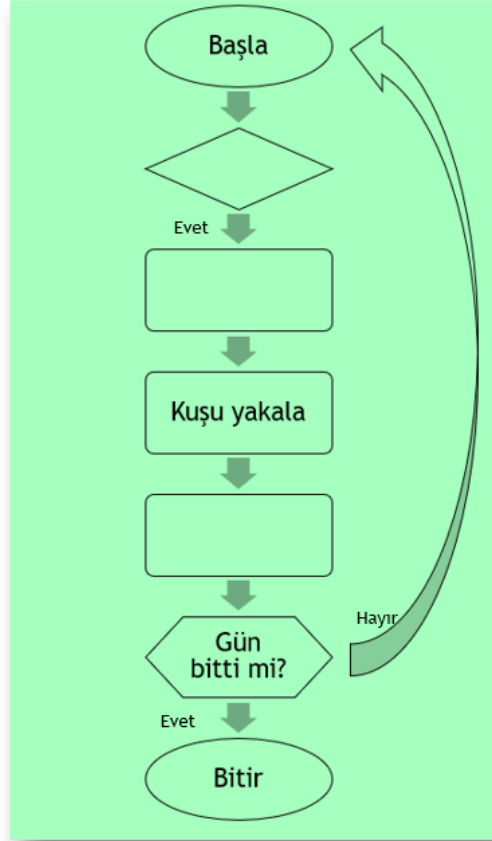 Başla
Evet
Kuşu yakala
Hayır
Gün
bitti mi?
Evet
Bitir